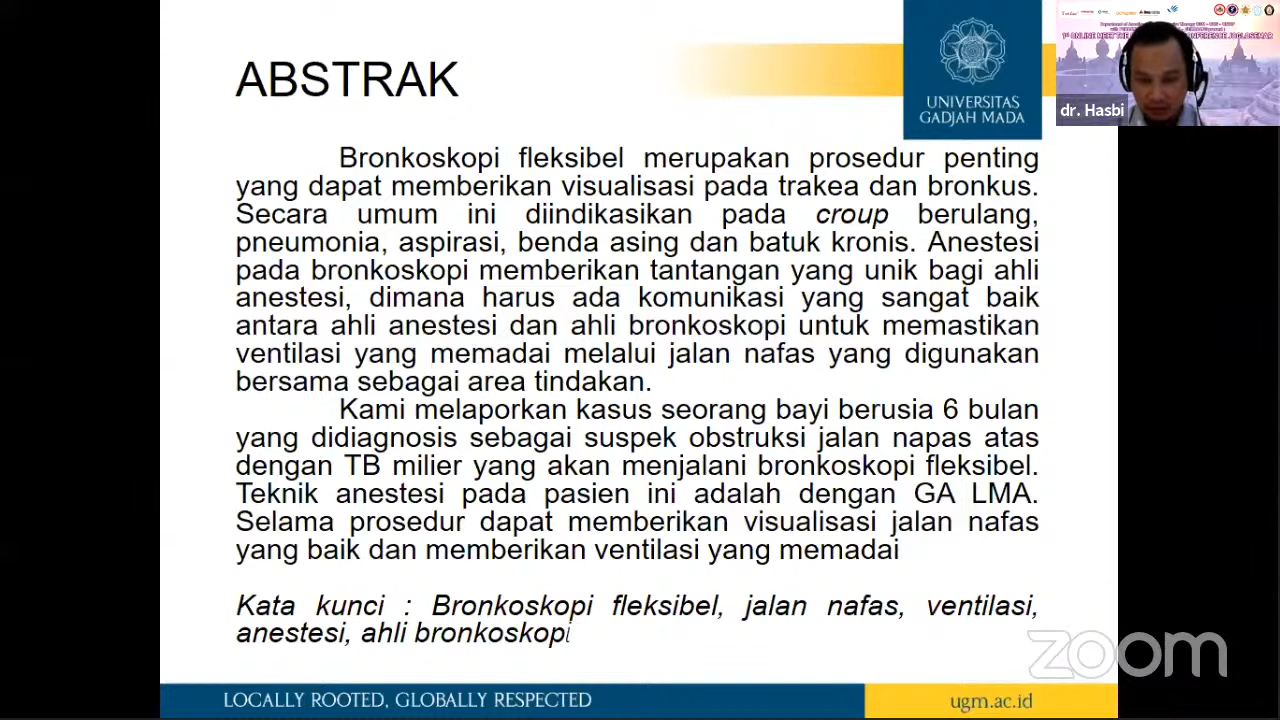 ABSTRAK
UNIVERSITAS
GADJAH MADA
1st ONLINE MEET THE
CONFERENCE JOGLOSEMAR
dr. Hasbi
Bronkoskopi fleksibel merupakan prosedur penting
yang dapat memberikan visualisasi pada trakea dan bronkus.
Secara umum ini diindikasikan pada croup berulang,
pneumonia, aspirasi, benda asing dan batuk kronis. Anestesi
pada bronkoskopi memberikan tantangan yang unik bagi ahli
anestesi, dimana harus ada komunikasi yang sangat baik
antara ahli anestesi dan ahli bronkoskopi untuk memastikan
ventilasi yang memadai melalui jalan nafas yang digunakan
bersama sebagai area tindakan.
Kami melaporkan kasus seorang bayi berusia 6 bulan
yang didiagnosis sebagai suspek obstruksi jalan napas atas
dengan TB milier yang akan menjalani bronkoskopi fleksibel.
Teknik anestesi pada pasien ini adalah dengan GA LMA.
Selama prosedur dapat memberikan visualisasi jalan nafas
yang baik dan memberikan ventilasi yang memadai
Kata kunci : Bronkoskopi fleksibel, jalan nafas, ventilasi,
anestesi, ahli bronkoskopi
zoom
LOCALLY ROOTED, GLOBALLY RESPECTED
ugm.ac.id